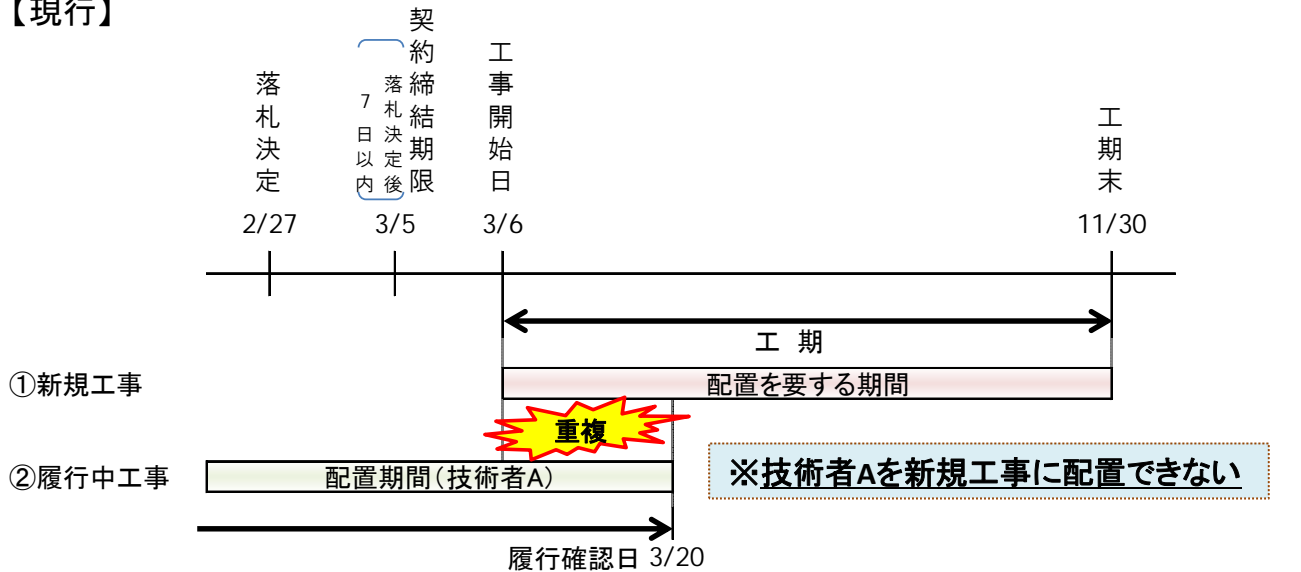 【現行】
落札決定
7日以内
落札決定後
契約締結期限
工事開始日
工期末
2/27
3/5
3/6
11/30
工 期
①新規工事
配置を要する期間
重複
②履行中工事
配置期間(技術者A)
※技術者Aを新規工事に配置できない
履行確認日 3/20